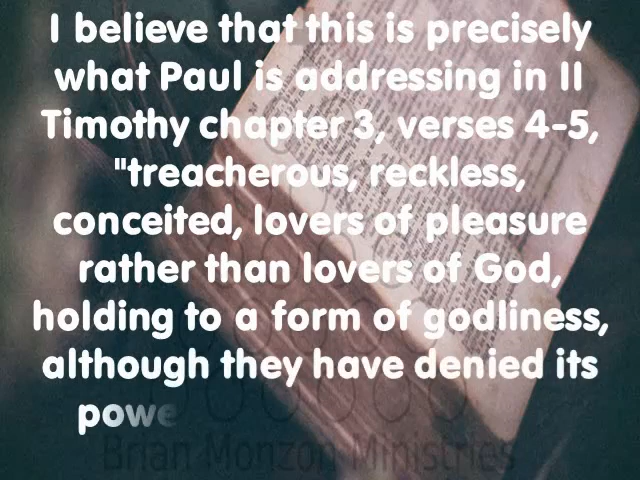 I believe that this is precisely
what Paul is addressing in II
Timothy chapter 3, verses 4-5,
"treacherous, reckless,
conceited, lovers of pleasure
rather than lovers of God,
holding to a form of godliness,
although they have denied its
powe
Brian Monzon Ministries